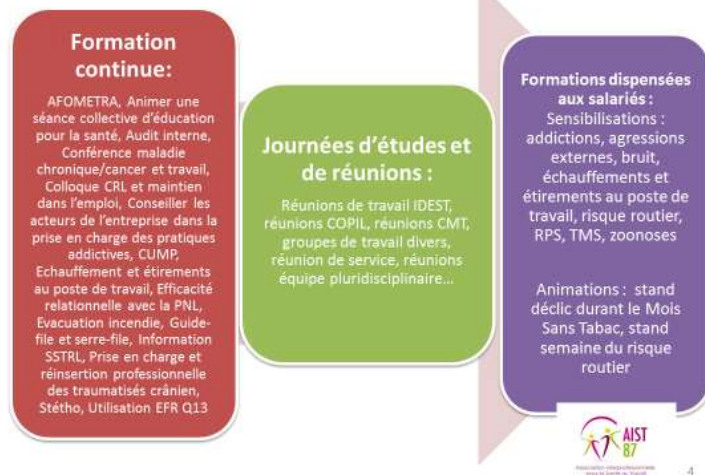 Formation
continue:
AFOMETRA, Animer une
séance collective d'éducation
pour la santé, Audit interne,
Conférence maladie
chronique/cancer et travail,
Colloque CRL et maintien
dans l'emploi, Conseiller les
acteurs de l'entreprise dans la
prise en charge des pratiques
addictives, CUMP,
Echauffement et étirements
au poste de travail, Efficacité
relationnelle avec la PNL,
Evacuation incendie, Guide-
file et serre-file, Information
SSTRL, Prise en charge et
réinsertion professionnelle
des traumatisés crânien,
Stétho, Utilisation EFR Q13
Journées d'études et
de réunions :
Réunions de travail IDEST,
réunions COPIL, réunions CMT,
groupes de travail divers,
réunion de service, réunions
équipe pluridisciplinaire...
Formations dispensées
aux salariés :
Sensibilisations :
addictions, agressions
externes, bruit,
échauffements et
étirements au poste de
travail, risque routier,
RPS, TMS, zoonoses
Animations : stand
déclic durant le Mois
Sans Tabac, stand
semaine du risque
routier
AIST
87
4